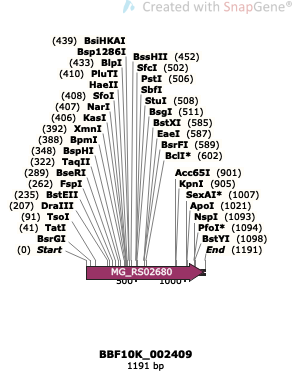 Created with SnapGene®
(439) BsiHKAI
Bsp1286I
(433) BlpI
(410) PluTI
HaeII
(408) SfoI
(407) NarI
(406) KasI
(392) XmnI
(388) BpmI
(348) BspHI
(322) TaqII
(289) BseRI
(262) FspI
(235) BstEII
(207) DraIII
(91) TsoI
(41) TatI
BsrGI
(0) Start
BssHII (452)
SfcI (502)
PstI (506)
SbfI
StuI (508)
BsgI (511)
BstXI (585)
EaeI (587)
BsrFI (589)
BclI* (602)
Acc65I (901)
KpnI (905)
SexAI* (1007)
ApoI (1021)
NspI (1093)
PfoI* (1094)
BstYI (1098)
End (1191)
MG_RS02680
500
1000
BBF10K_002409
1191 bp